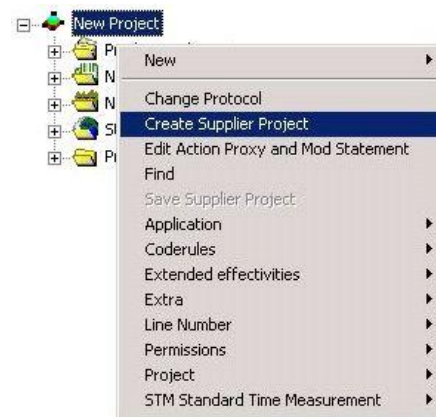 New Project
New
Change Protocol
Create Supplier Project
Edit Action Proxy and Mod Statement
Find
Save Supplier Project
Application
Coderules
Extended effectivities
Extra
Line Number
Permissions
Project
STM Standard Time Measurement